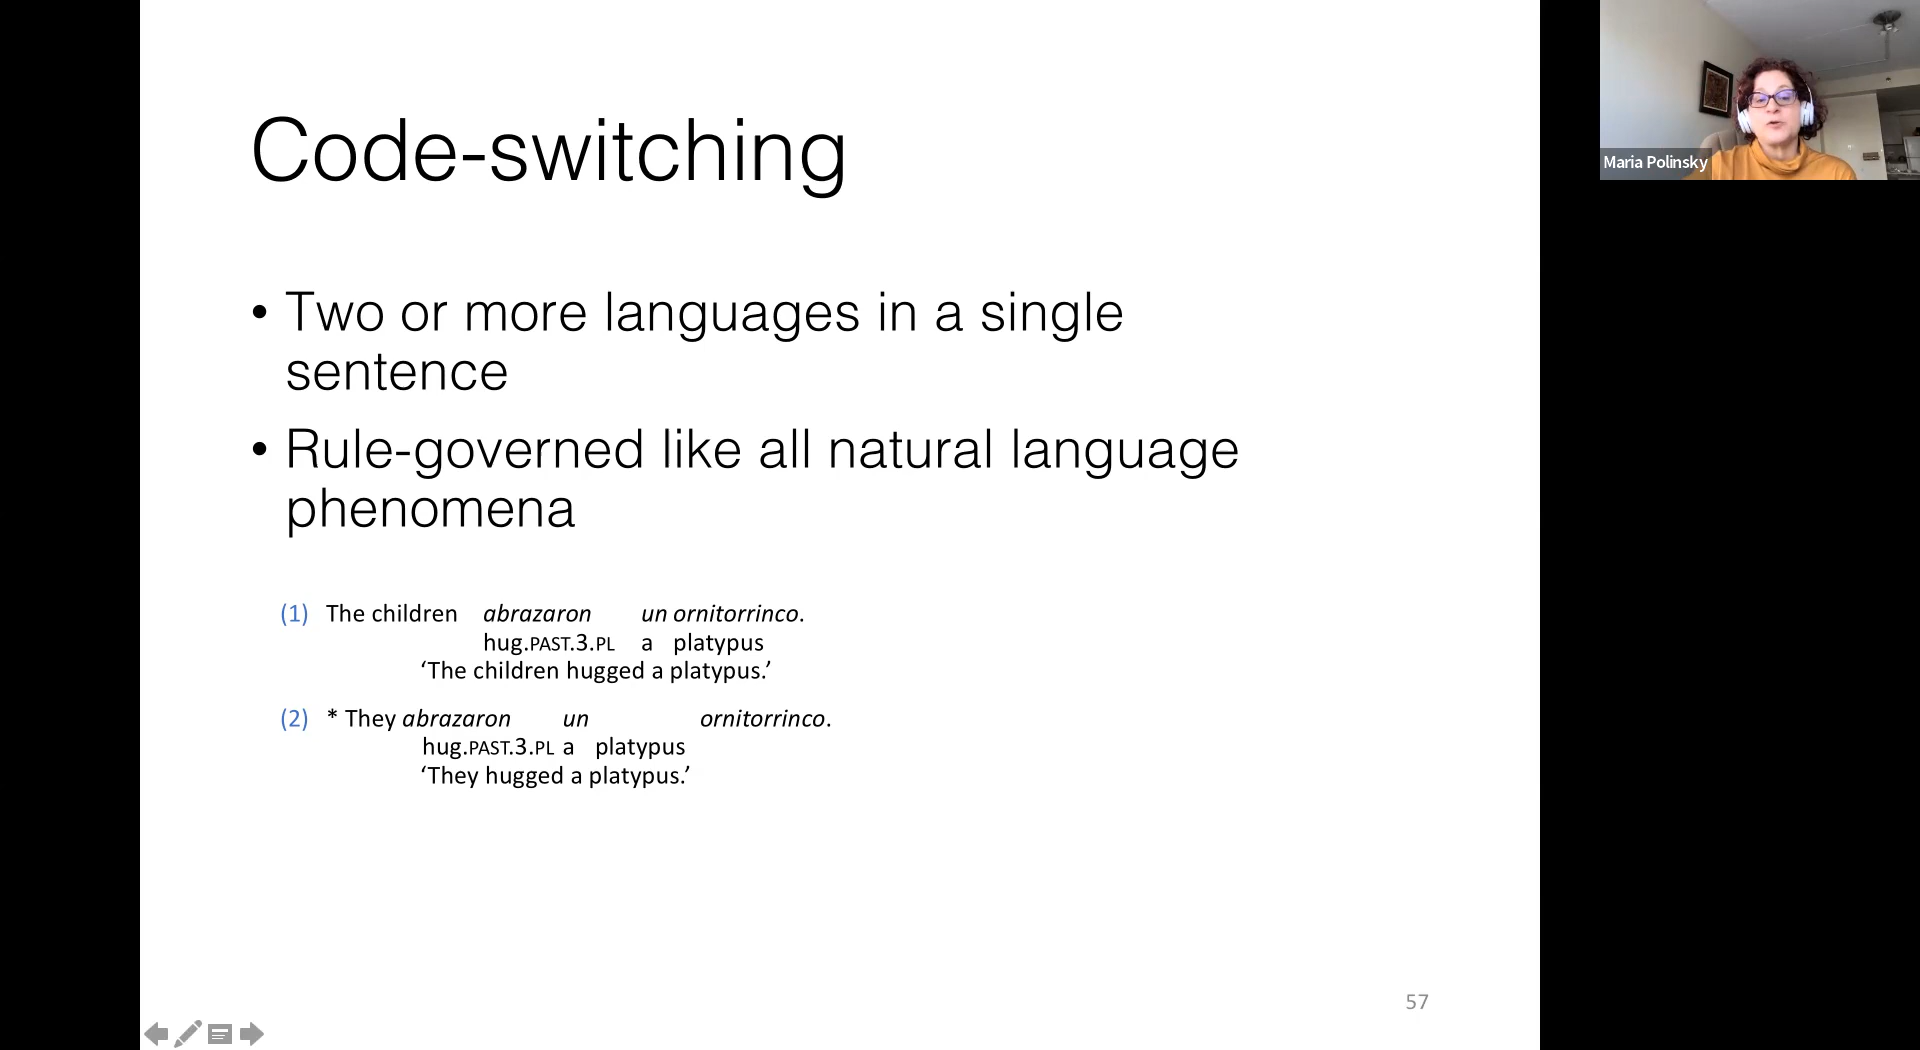 Code-switching
• Two or more languages in a single
sentence
• Rule-governed like all natural language
phenomena
(1) The children abrazaron un ornitorrinco.
hug.PAST.3.PL a platypus
‘The children hugged a platypus.’
(2) * They abrazaron un ornitorrinco.
hug.PAST.3.PL a platypus
‘They hugged a platypus.’
57
Maria Polinsky